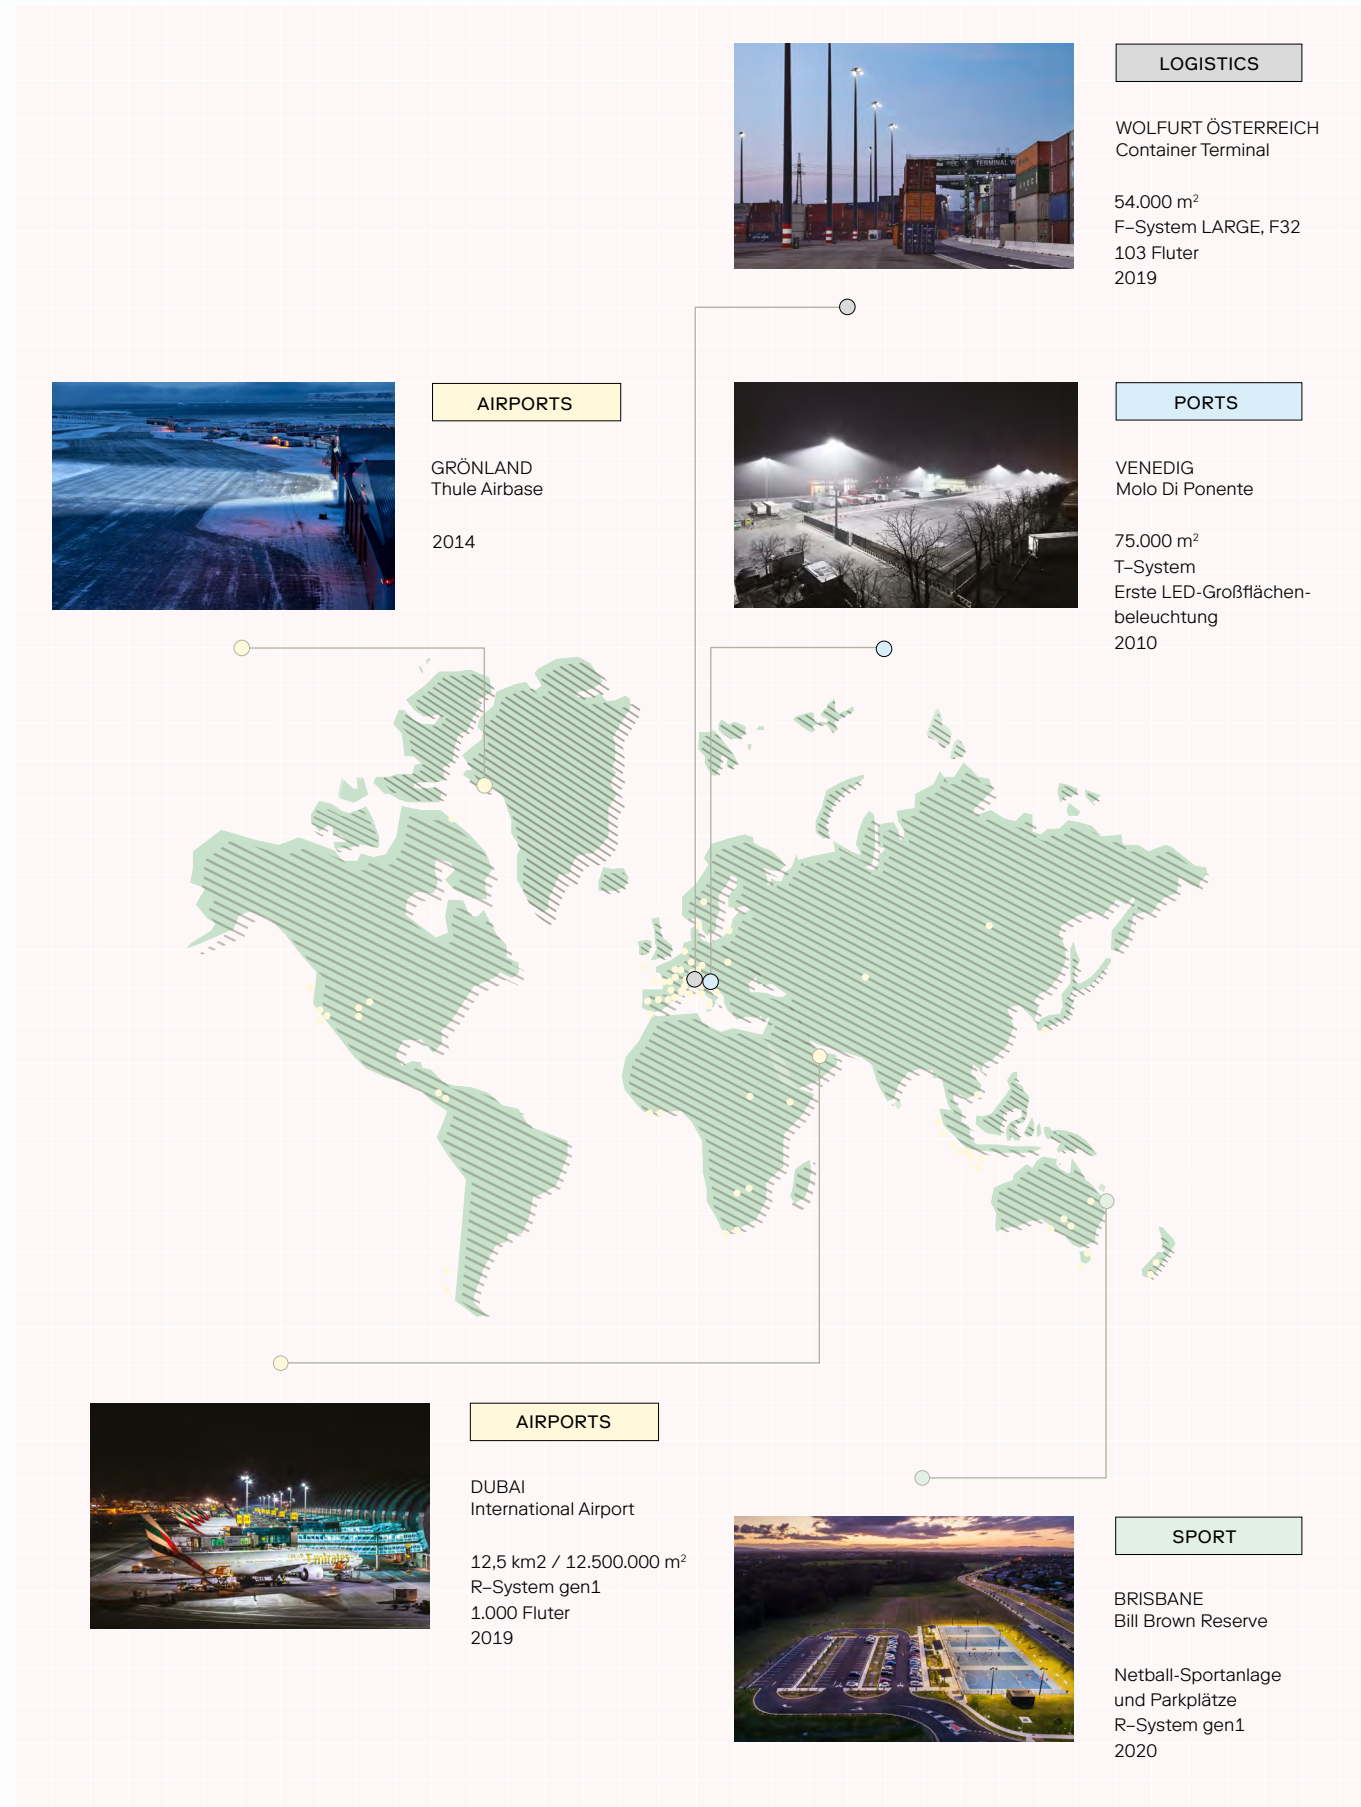 LOGISTICS
WOLFURT ÖSTERREICH
Container Terminal
54.000 m²
F–System LARGE, F32
103 Fluter
2019
TERMINAL W
AIRPORTS
GRÖNLAND
Thule Airbase
2014
PORTS
VENEDIG
Molo Di Ponente
75.000 m²
T–System
Erste LED-Großflächen-
beleuchtung
2010
AIRPORTS
DUBAI
International Airport
12,5 km2 / 12.500.000 m²
R–System gen1
1.000 Fluter
2019
Emirates
SPORT
BRISBANE
Bill Brown Reserve
Netball-Sportanlage
und Parkplätze
R–System gen1
2020